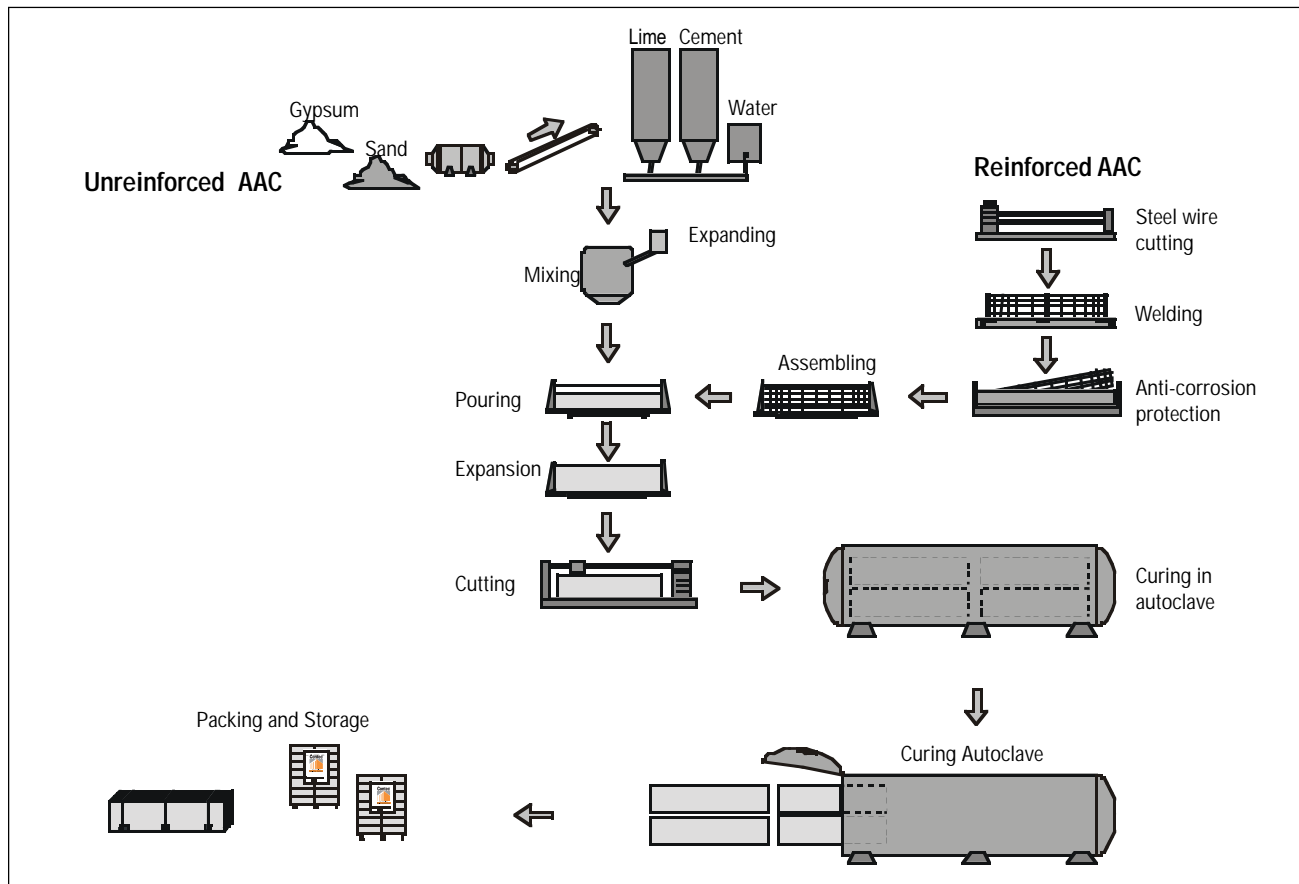 Lime Cement
Water
Gypsum
Sand
Unreinforced AAC
Reinforced AAC
Steel wire
cutting
Expanding
Mixing
Welding
Assembling
Pouring
Anti-corrosion
protection
Expansion
Cutting
Curing in
autoclave
Packing and Storage
Curing Autoclave